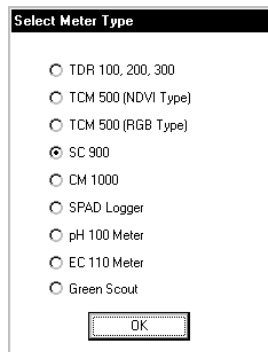 Select Meter Type
TDR 100, 200, 300
TCM 500 (NDVI Type)
TCM 500 (RGB Type)
SC 900
CM 1000
SPAD Logger
pH 100 Meter
EC 110 Meter
Green Scout
OK